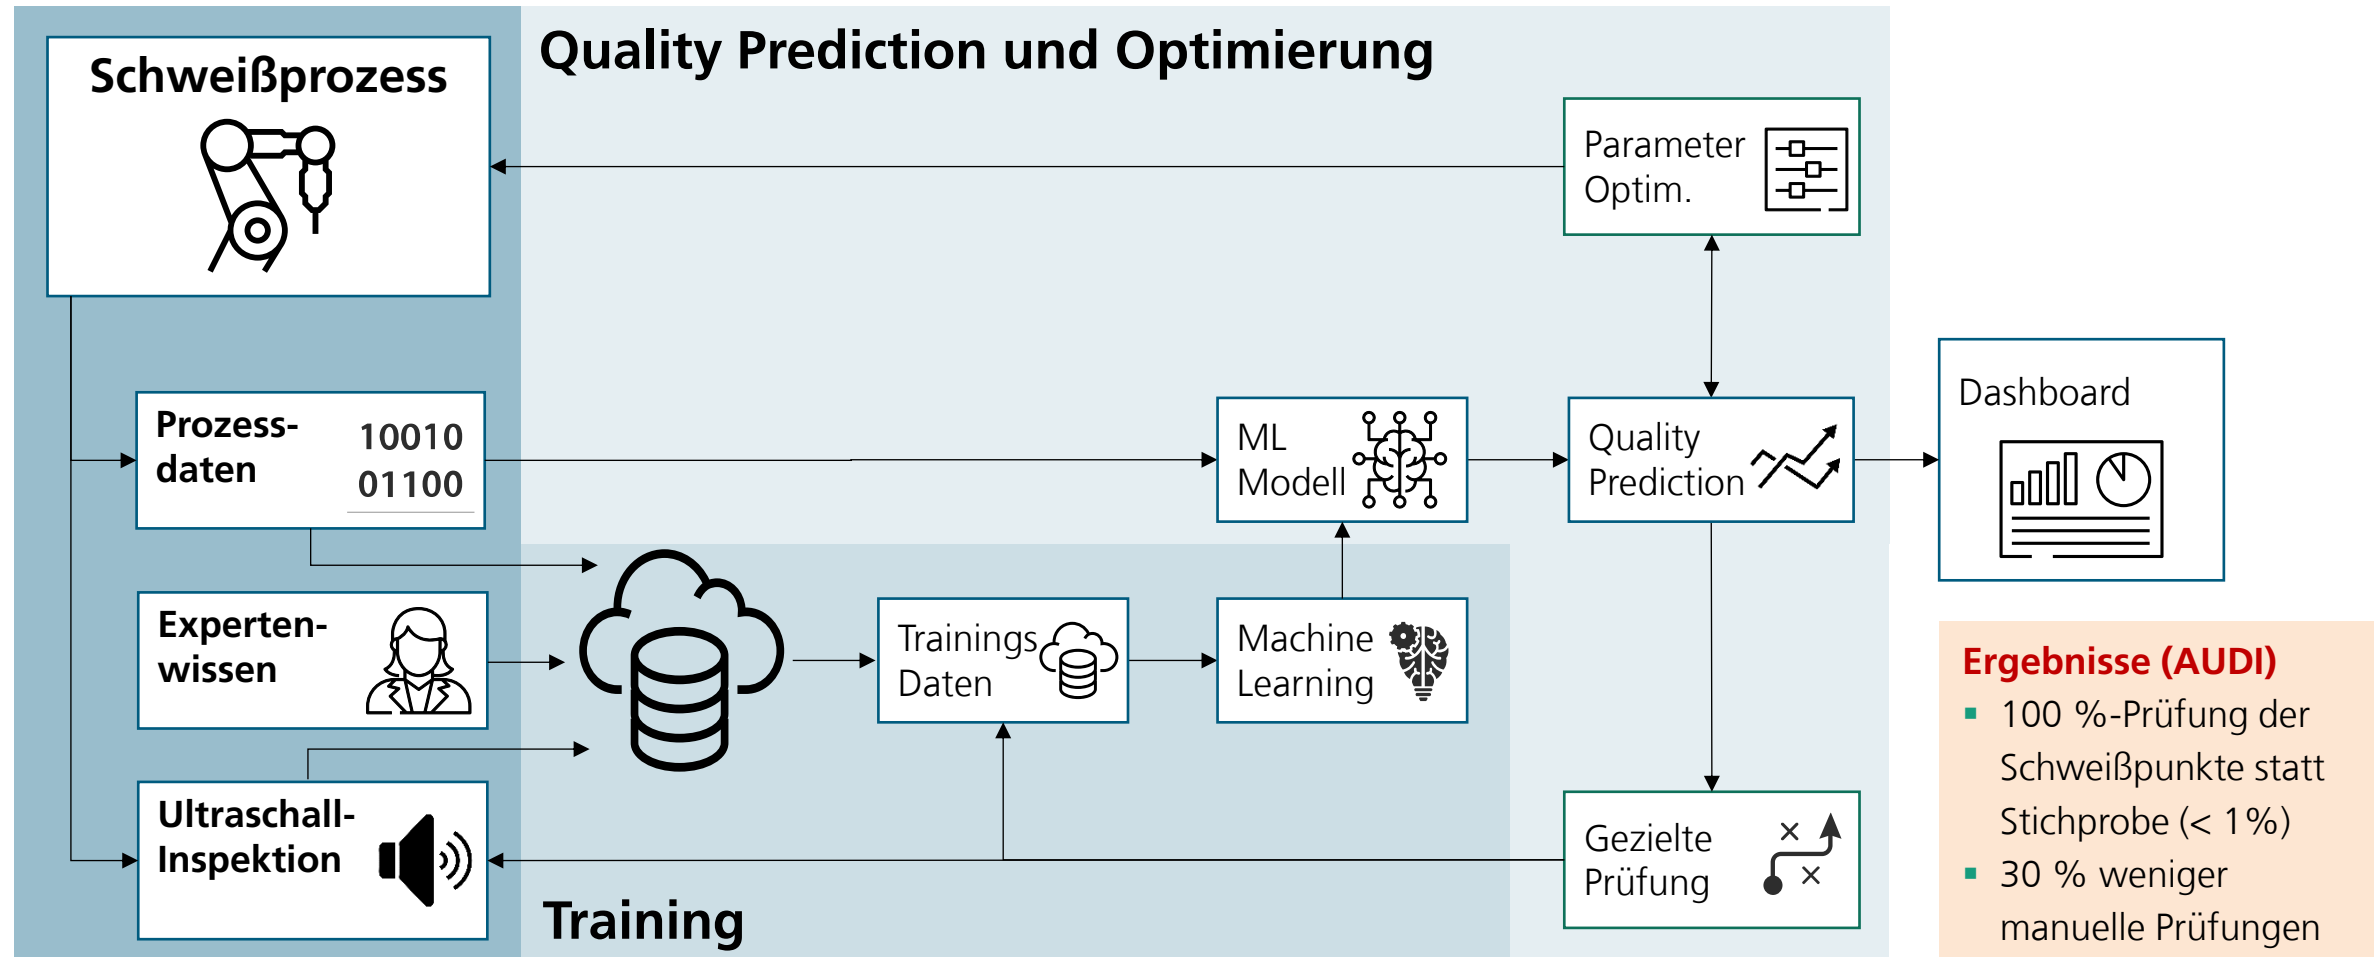 Schweißprozess
Quality Prediction und Optimierung
Parameter
Optim.
Prozess-
daten
10010
01100
ML
Modell
Quality
Prediction
Dashboard
Experten-
wissen
Trainings
Daten
Machine
Learning
Ultraschall-
Inspektion
Training
Gezielte
Prüfung
Ergebnisse (AUDI)
▪ 100 %-Prüfung der
Schweißpunkte statt
Stichprobe (< 1%)
▪ 30 % weniger
manuelle Prüfungen